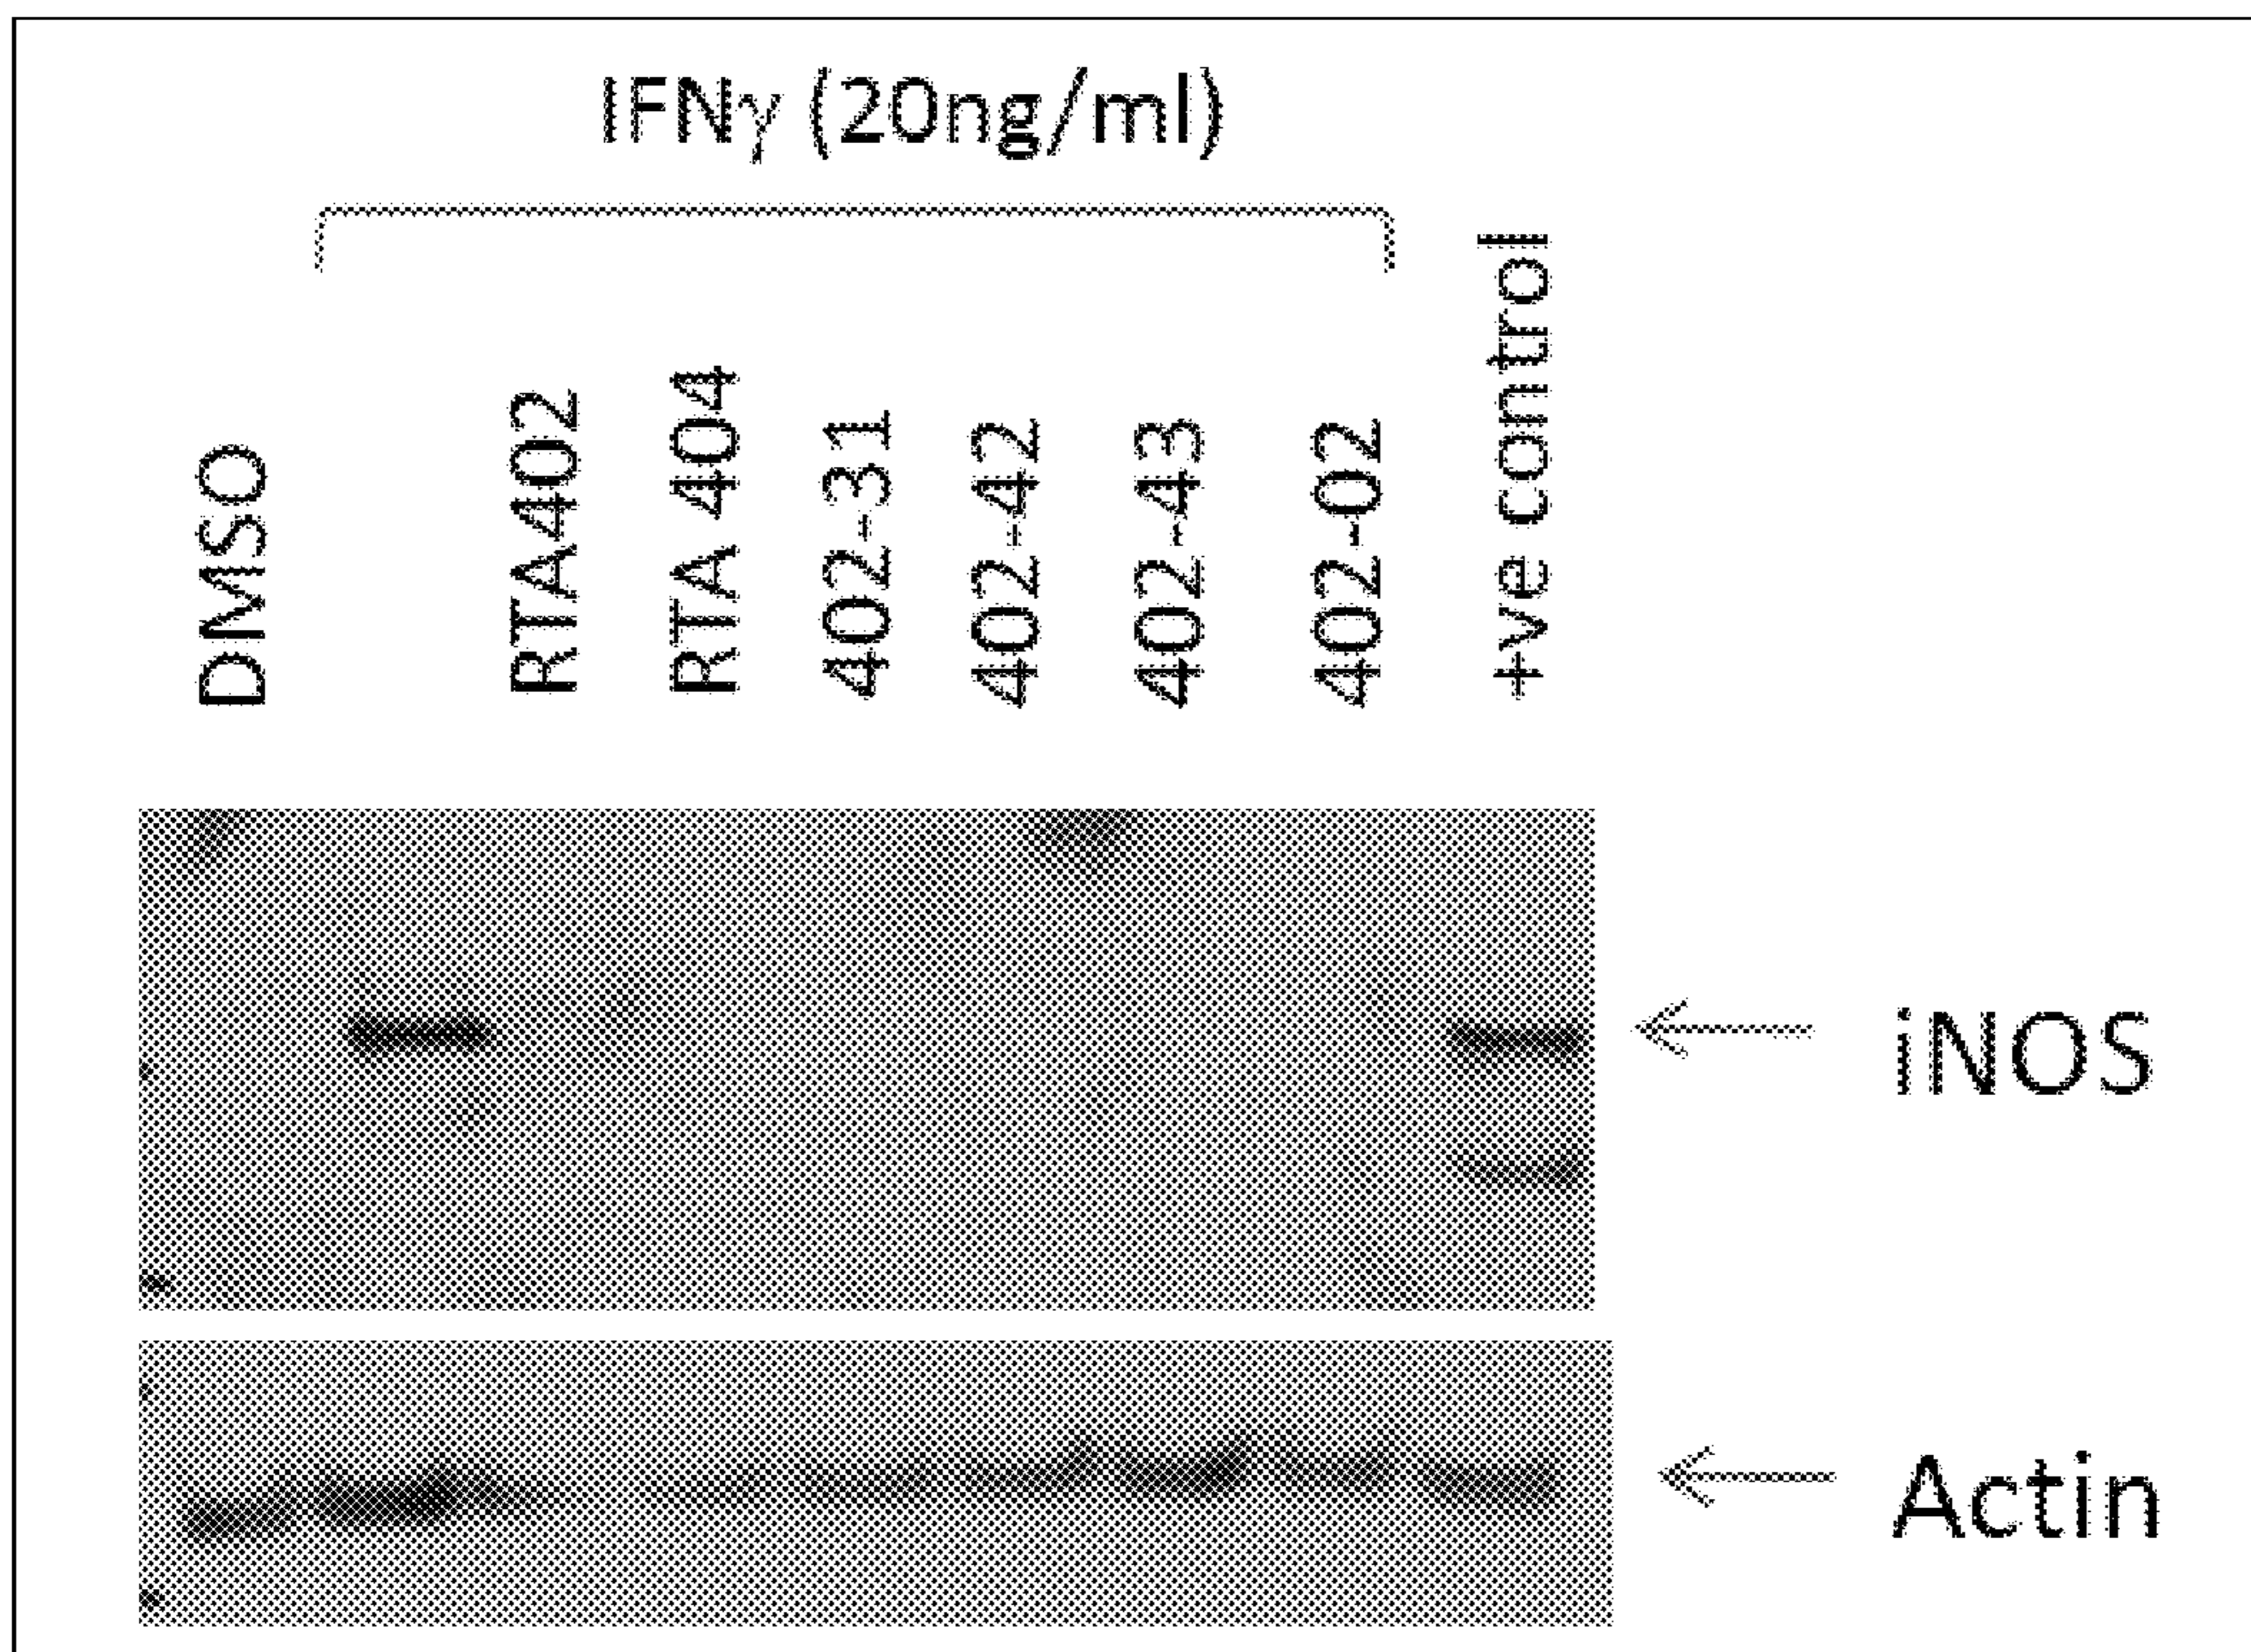 IFNγ (20ng/ml)
DMSO
RTA402
RTA 404
402-31
402-42
402-43
402-02
+ve control
iNOS
Actin